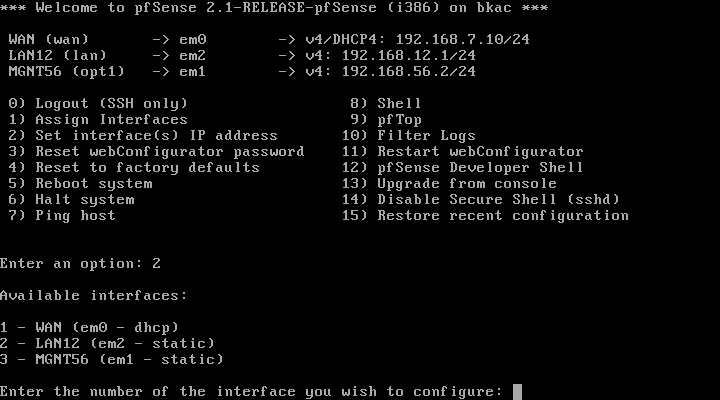 *** Welcome to pfSense 2.1-RELEASE-pfSense (i386) on bkac ***
WAN (wan) -> em0 -> v4/DHCP4: 192.168.7.10/24
LAN12 (lan) -> em2 -> v4: 192.168.12.1/24
MGNT56 (opt1) -> em1 -> v4: 192.168.56.2/24
0) Logout (SSH only) 8) Shell
1) Assign Interfaces 9) pfTop
2) Set interface(s) IP address 10) Filter Logs
3) Reset webConfigurator password 11) Restart webConfigurator
4) Reset to factory defaults 12) pfSense Developer Shell
5) Reboot system 13) Upgrade from console
6) Halt system 14) Disable Secure Shell (sshd)
7) Ping host 15) Restore recent configuration
Enter an option: 2
Available interfaces:
1 - WAN (em0 - dhcp)
2 - LAN12 (em2 - static)
3 - MGNT56 (em1 - static)
Enter the number of the interface you wish to configure: